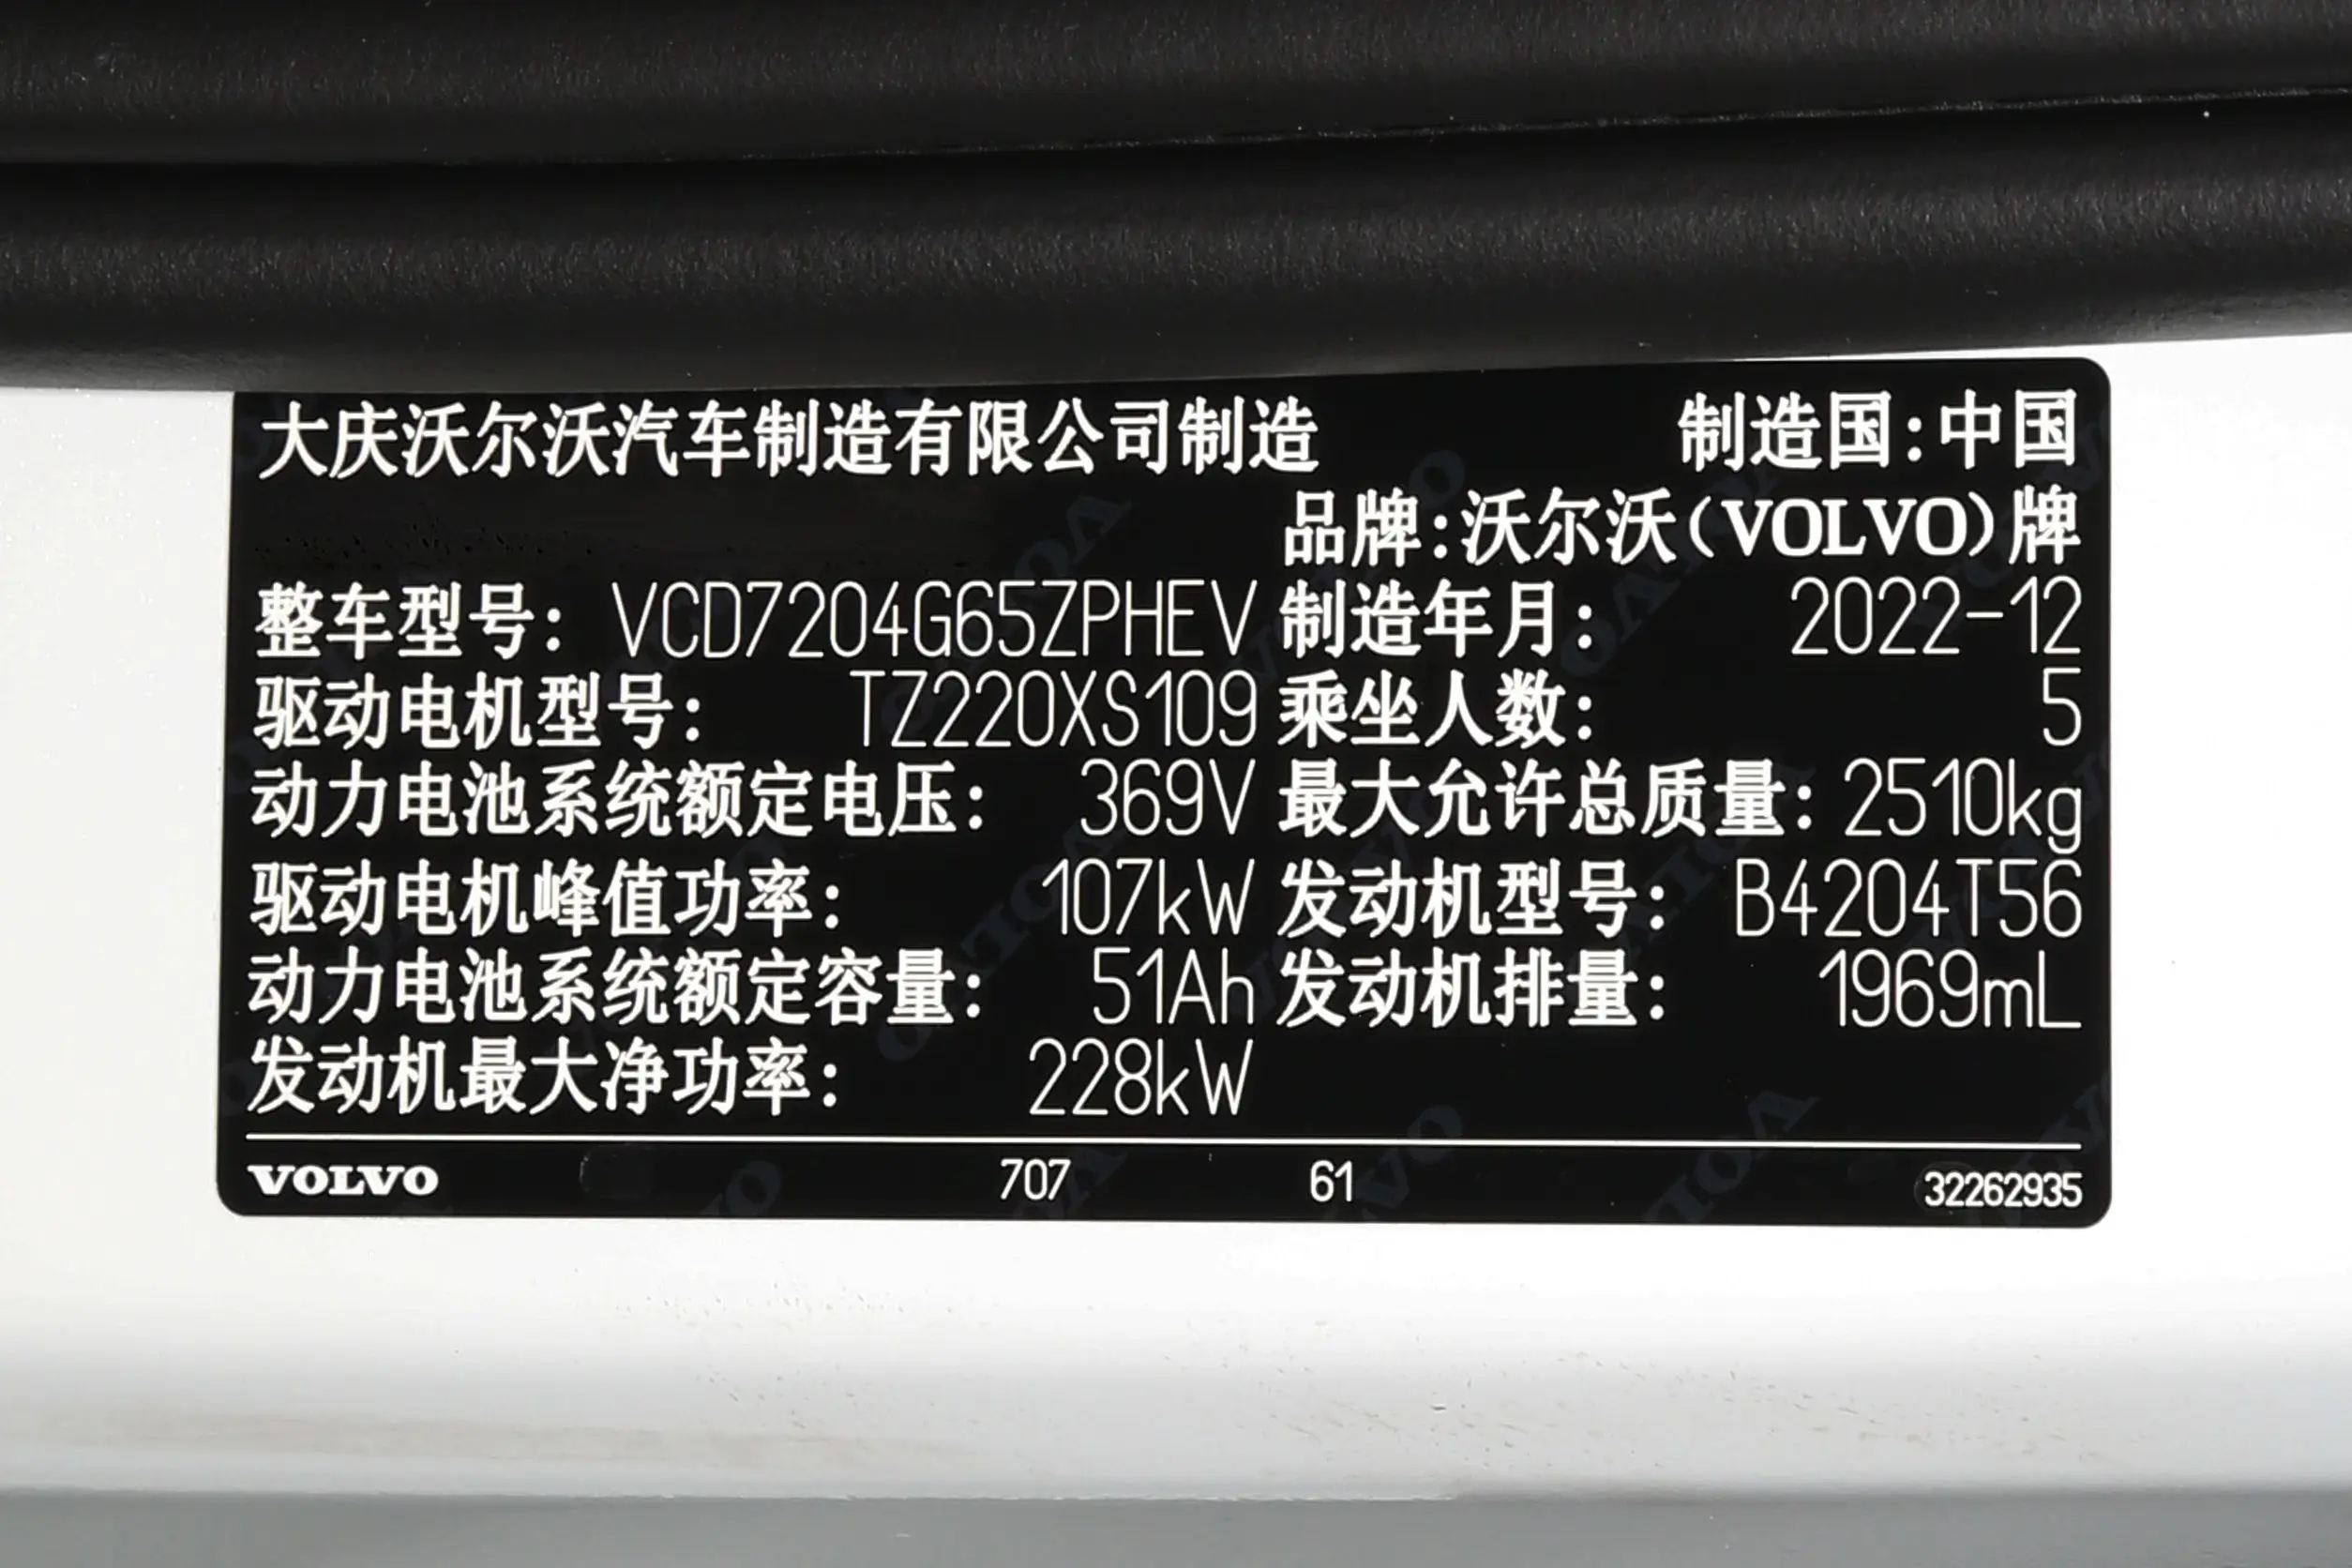 大庆沃尔沃汽车制造有限公司制造 制造国:中国
品牌:沃尔沃(VOLVO)牌
整车型号: VCD7204G65ZPHEV 制造年月: 2022-12
驱动电机型号: TZ220XS109 乘坐人数: 5
动力电池系统额定电压: 369V 最大允许总质量: 2510kg
驱动电机峰值功率: 107kW 发动机型号: B4204T56
动力电池系统额定容量: 51Ah 发动机排量: 1969mL
发动机最大净功率: 228kW
VOLVO 707 61 32262935